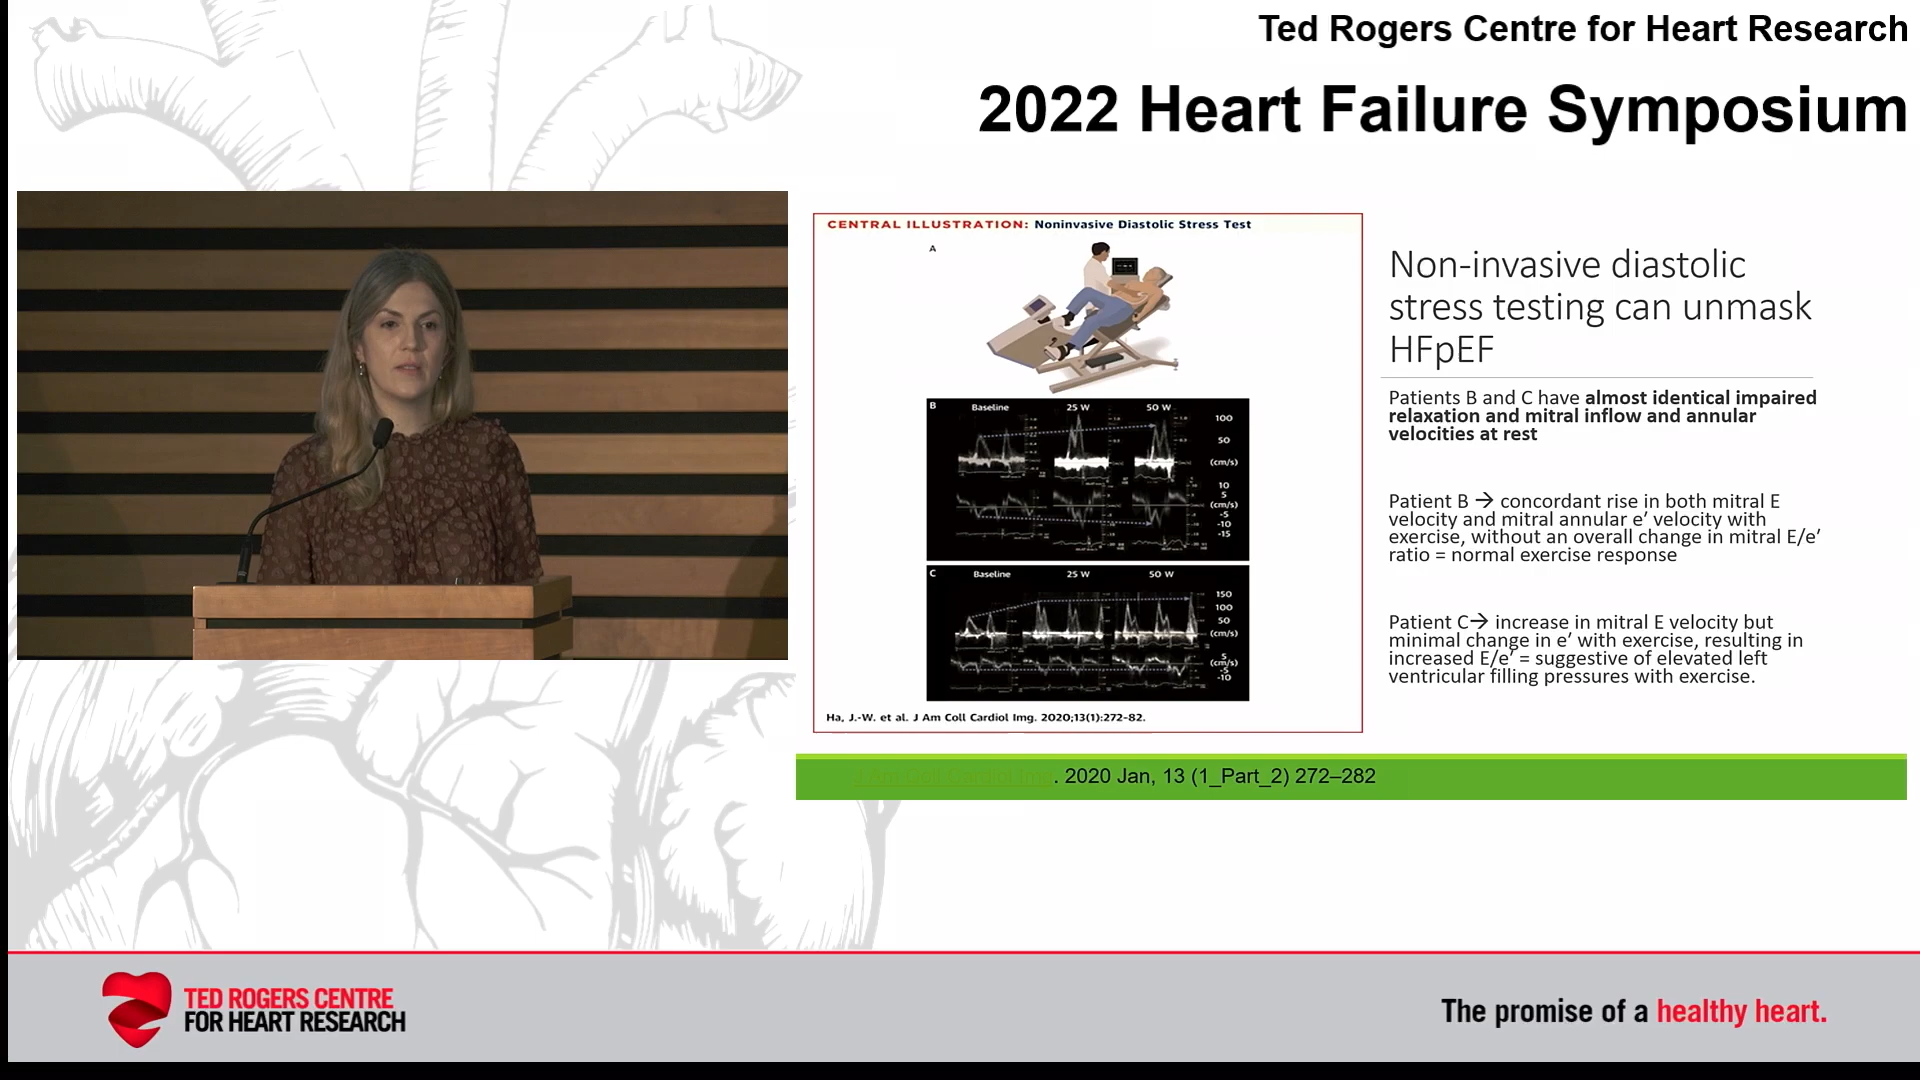 Ted Rogers Centre for Heart Research
2022 Heart Failure Symposium
CENTRAL ILLUSTRATION: Noninvasive Diastolic Stress Test
A
B
Baseline
25 W
50 W
100
50
(cm/s)
10
5
(cm/s)
-5
-10
-15
C
Baseline
25 W
50 W
150
100
50
(cm/s)
5
(cm/s)
-5
-10
Ha, J.-W. et al. J Am Coll Cardiol Img. 2020;13(1):272-82.
Non-invasive diastolic
stress testing can unmask
HFpEF
Patients B and C have almost identical impaired
relaxation and mitral inflow and annular
velocities at rest
Patient B → concordant rise in both mitral E
velocity and mitral annular e’ velocity with
exercise, without an overall change in mitral E/e’
ratio = normal exercise response
Patient C→ increase in mitral E velocity but
minimal change in e’ with exercise, resulting in
increased E/e’ = suggestive of elevated left
ventricular filling pressures with exercise.
J Am Coll Cardiol Img. 2020 Jan, 13 (1_Part_2) 272–282
TED ROGERS CENTRE
FOR HEART RESEARCH
The promise of a healthy heart.